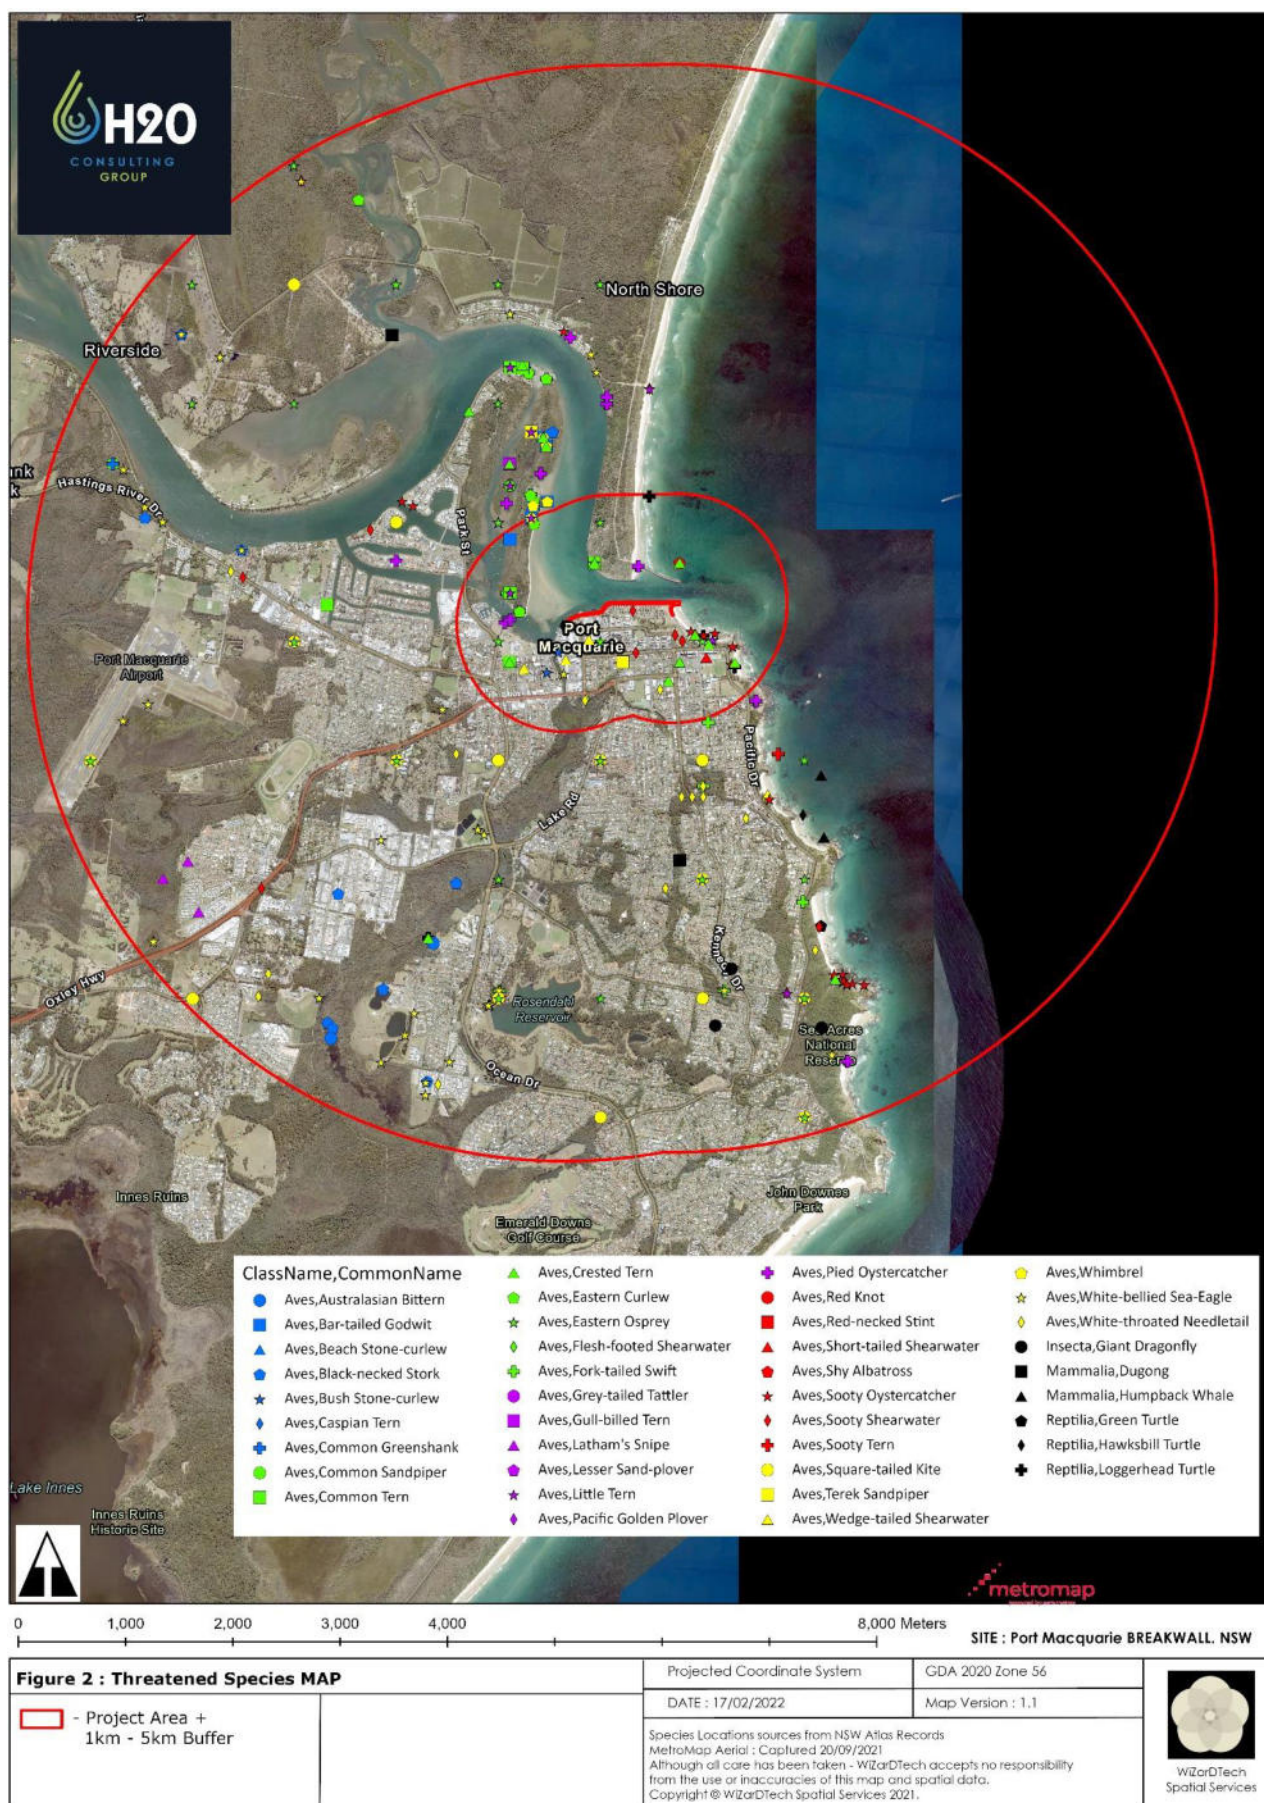 H20
CONSULTING
GROUP
North Shore
Riverside
Hastings River Dr
Park St
Port
Macquarie
Port Macquarie
Airport
Pacific Dr
Lake Rd
Oxley Hwy
Kennedy Dr
Rosendahl
Reservoir
Sea Acres
National
Reserve
Ocean Dr
Innes Ruins
John Downes
Park
Emerald Downs
Golf Course
Lake Innes
Innes Ruins
Historic Site
ClassName,CommonName
Aves,Australasian Bittern
Aves,Bar-tailed Godwit
Aves,Beach Stone-curlew
Aves,Black-necked Stork
Aves,Bush Stone-curlew
Aves,Caspian Tern
Aves,Common Greenshank
Aves,Common Sandpiper
Aves,Common Tern
Aves,Crested Tern
Aves,Eastern Curlew
Aves,Eastern Osprey
Aves,Flesh-footed Shearwater
Aves,Fork-tailed Swift
Aves,Grey-tailed Tattler
Aves,Gull-billed Tern
Aves,Latham's Snipe
Aves,Lesser Sand-plover
Aves,Little Tern
Aves,Pacific Golden Plover
Aves,Pied Oystercatcher
Aves,Red Knot
Aves,Red-necked Stint
Aves,Short-tailed Shearwater
Aves,Shy Albatross
Aves,Sooty Oystercatcher
Aves,Sooty Shearwater
Aves,Sooty Tern
Aves,Square-tailed Kite
Aves,Terek Sandpiper
Aves,Wedge-tailed Shearwater
Aves,Whimbrel
Aves,White-bellied Sea-Eagle
Aves,White-throated Needletail
Insecta,Giant Dragonfly
Mammalia,Dugong
Mammalia,Humpback Whale
Reptilia,Green Turtle
Reptilia,Hawksbill Turtle
Reptilia,Loggerhead Turtle
metromap
0 1,000 2,000 3,000 4,000 8,000 Meters
SITE : Port Macquarie BREAKWALL. NSW
Figure 2 : Threatened Species MAP
- Project Area +
1km - 5km Buffer
Projected Coordinate System
GDA 2020 Zone 56
DATE : 17/02/2022
Map Version : 1.1
Species Locations sources from NSW Atlas Records
MetroMap Aerial : Captured 20/09/2021
Although all care has been taken - WiZarDTech accepts no responsibility
from the use or inaccuracies of this map and spatial data.
Copyright © WiZarDTech Spatial Services 2021.
WiZarDTech
Spatial Services